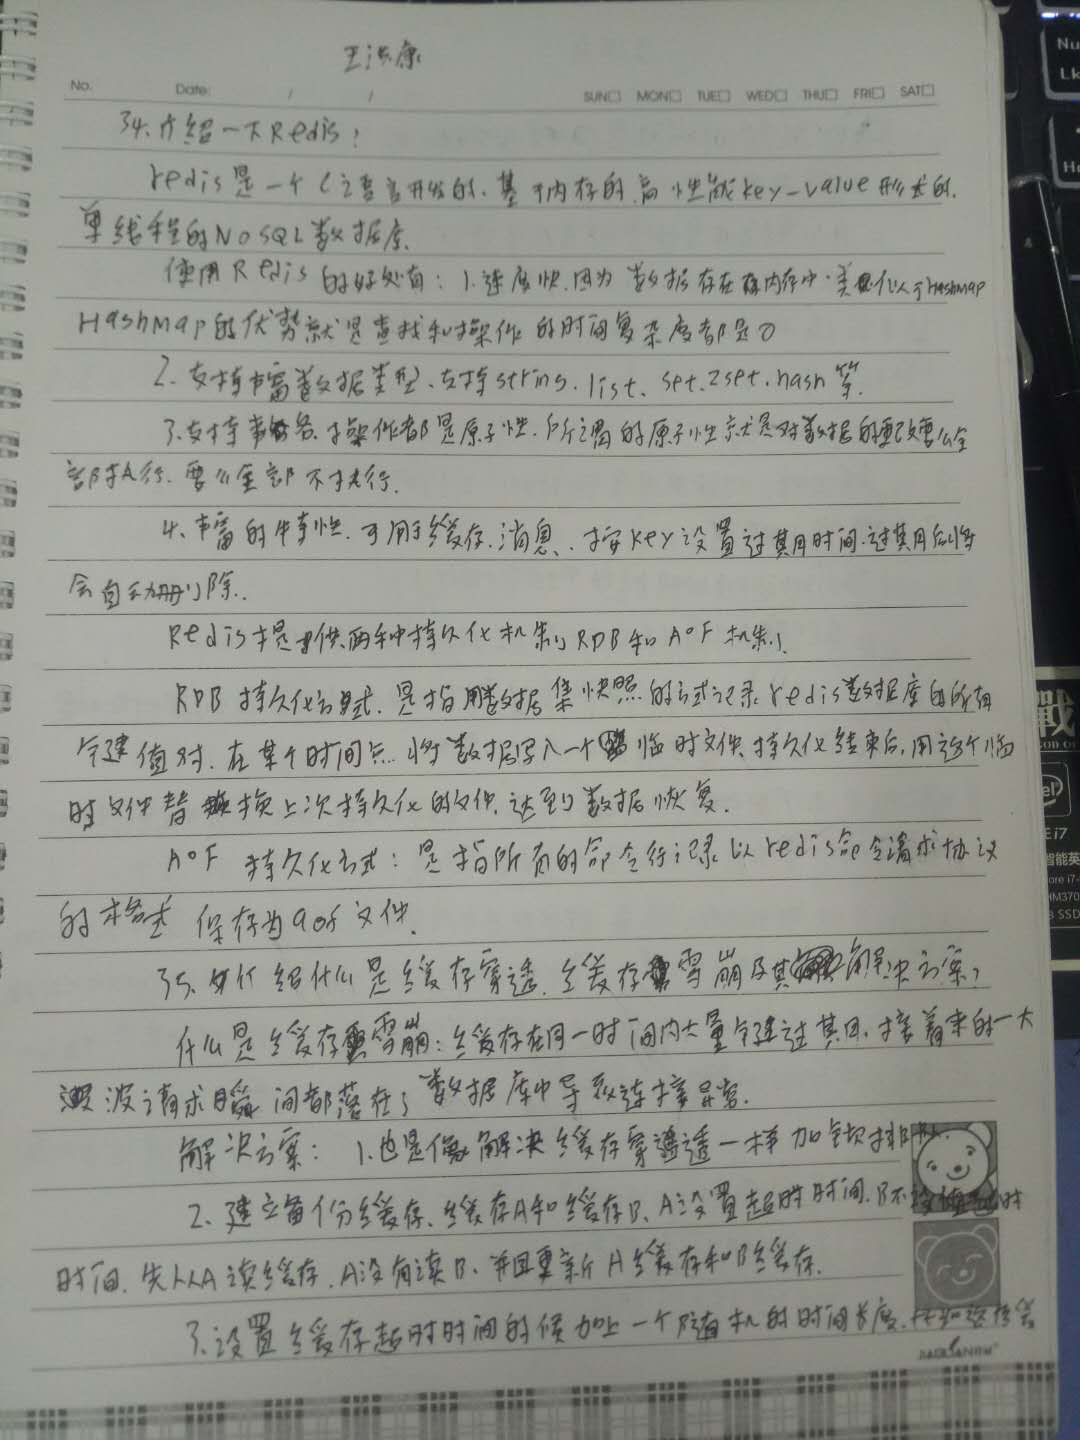 王洪康
No.
Date: / /
SUN□ MON□ TUE□ WED□ THU□ FRI□ SAT□
Nu
Lk
34、介绍一下Redis?
redis是一个C语言开发的、基于内存的高性能key-value形式的、
单线程的NOSQL数据库.
使用Redis的好处有: 1.速度快.因为数据存在内存中.类似于HashMap
HashMap的优势就是查找和操作的时间复杂度都是O
2.支持丰富数据类型、支持string、list、set、zset、hash等.
3.支持事务.操作都是原子性.所谓的原子性就是对数据的更改要么全
部执行.要么全部不执行.
4、丰富的特性.可用于缓存.消息、按key设置过期时间.过期后将
会自动删除.
Redis提供两种持久化机制RDB和AOF机制.
RDB持久化方式.是指用数据集快照的方式记录redis数据库的所有
键值对.在某个时间点将数据写入一个临时文件.持久化结束后,用这个临
时文件替换上次持久化的文件.达到数据恢复.
AOF 持久化方式: 是指所有的命令行记录以redis命令请求协议
的格式 保存为aof文件.
35、介绍什么是缓存穿透、缓存雪崩及其解决方案?
什么是缓存雪崩: 缓存在同一时间内大量键过期,接着来的一大
波请求瞬间都落在了数据库中导致连接异常.
解决方案: 1.也是像解决缓存穿透一样加锁排队.
2、建立备份缓存、缓存A和缓存B、A设置超时时间.B不设值超时
时间.先从A读缓存.A没有读B、并且更新A缓存和B缓存.
3.设置缓存超时时间的候加上一个随机的时间长度.
戰
intel
i7
智能英
ore i7-
HM370
SSD